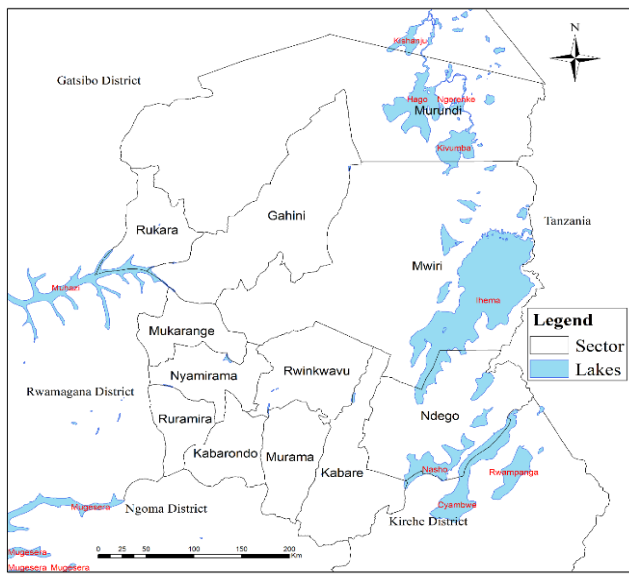 Kishanju
N
Gatsibo District
Hago
Ngerenke
Murundi
Kivumba
Gahini
Rukara
Tanzania
Mwiri
Muhazi
Ihema
Legend
Sector
Lakes
Mukarange
Nyamirama
Rwinkwavu
Rwamagana District
Ndego
Ruramira
Kabarondo
Murama
Kabare
Nasho
Rwampanga
Cyambwe
Mugesera
Ngoma District
Kirehe District
Mugesera
Mugesera Mugesera
0 25 50 100 150 200
Km